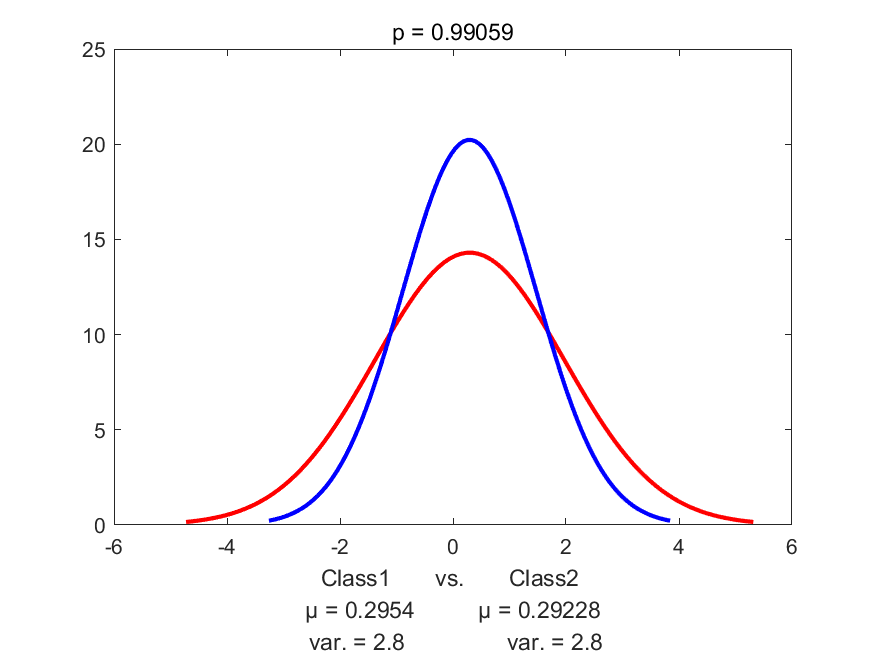 p = 0.99059
25
20
15
10
5
0
-6 -4 -2 0 2 4 6
Class1 vs. Class2
μ = 0.2954 μ = 0.29228
var. = 2.8 var. = 2.8